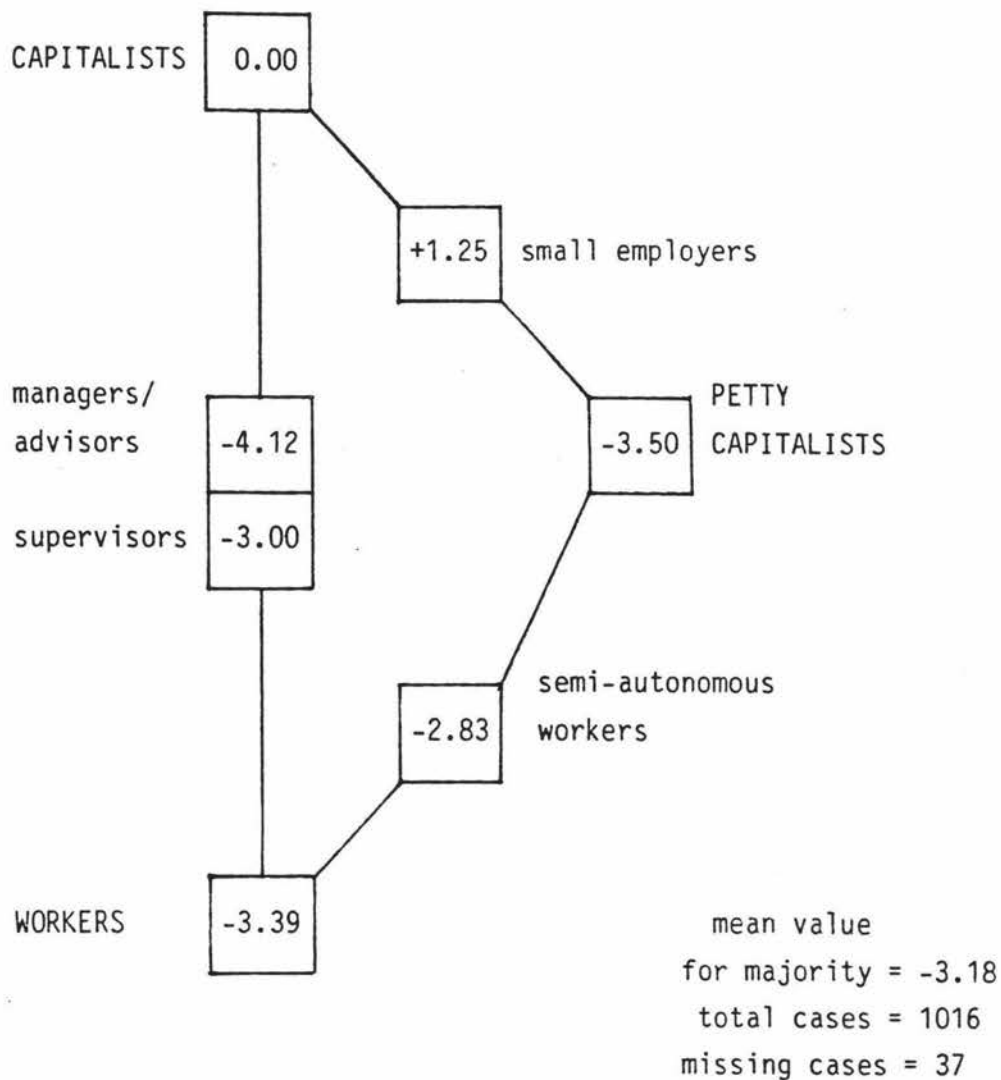 CAPITALISTS 0.00
+1.25 small employers
managers/
advisors -4.12
PETTY
CAPITALISTS -3.50
supervisors -3.00
semi-autonomous
workers -2.83
WORKERS -3.39
mean value
for majority = -3.18
total cases = 1016
missing cases = 37